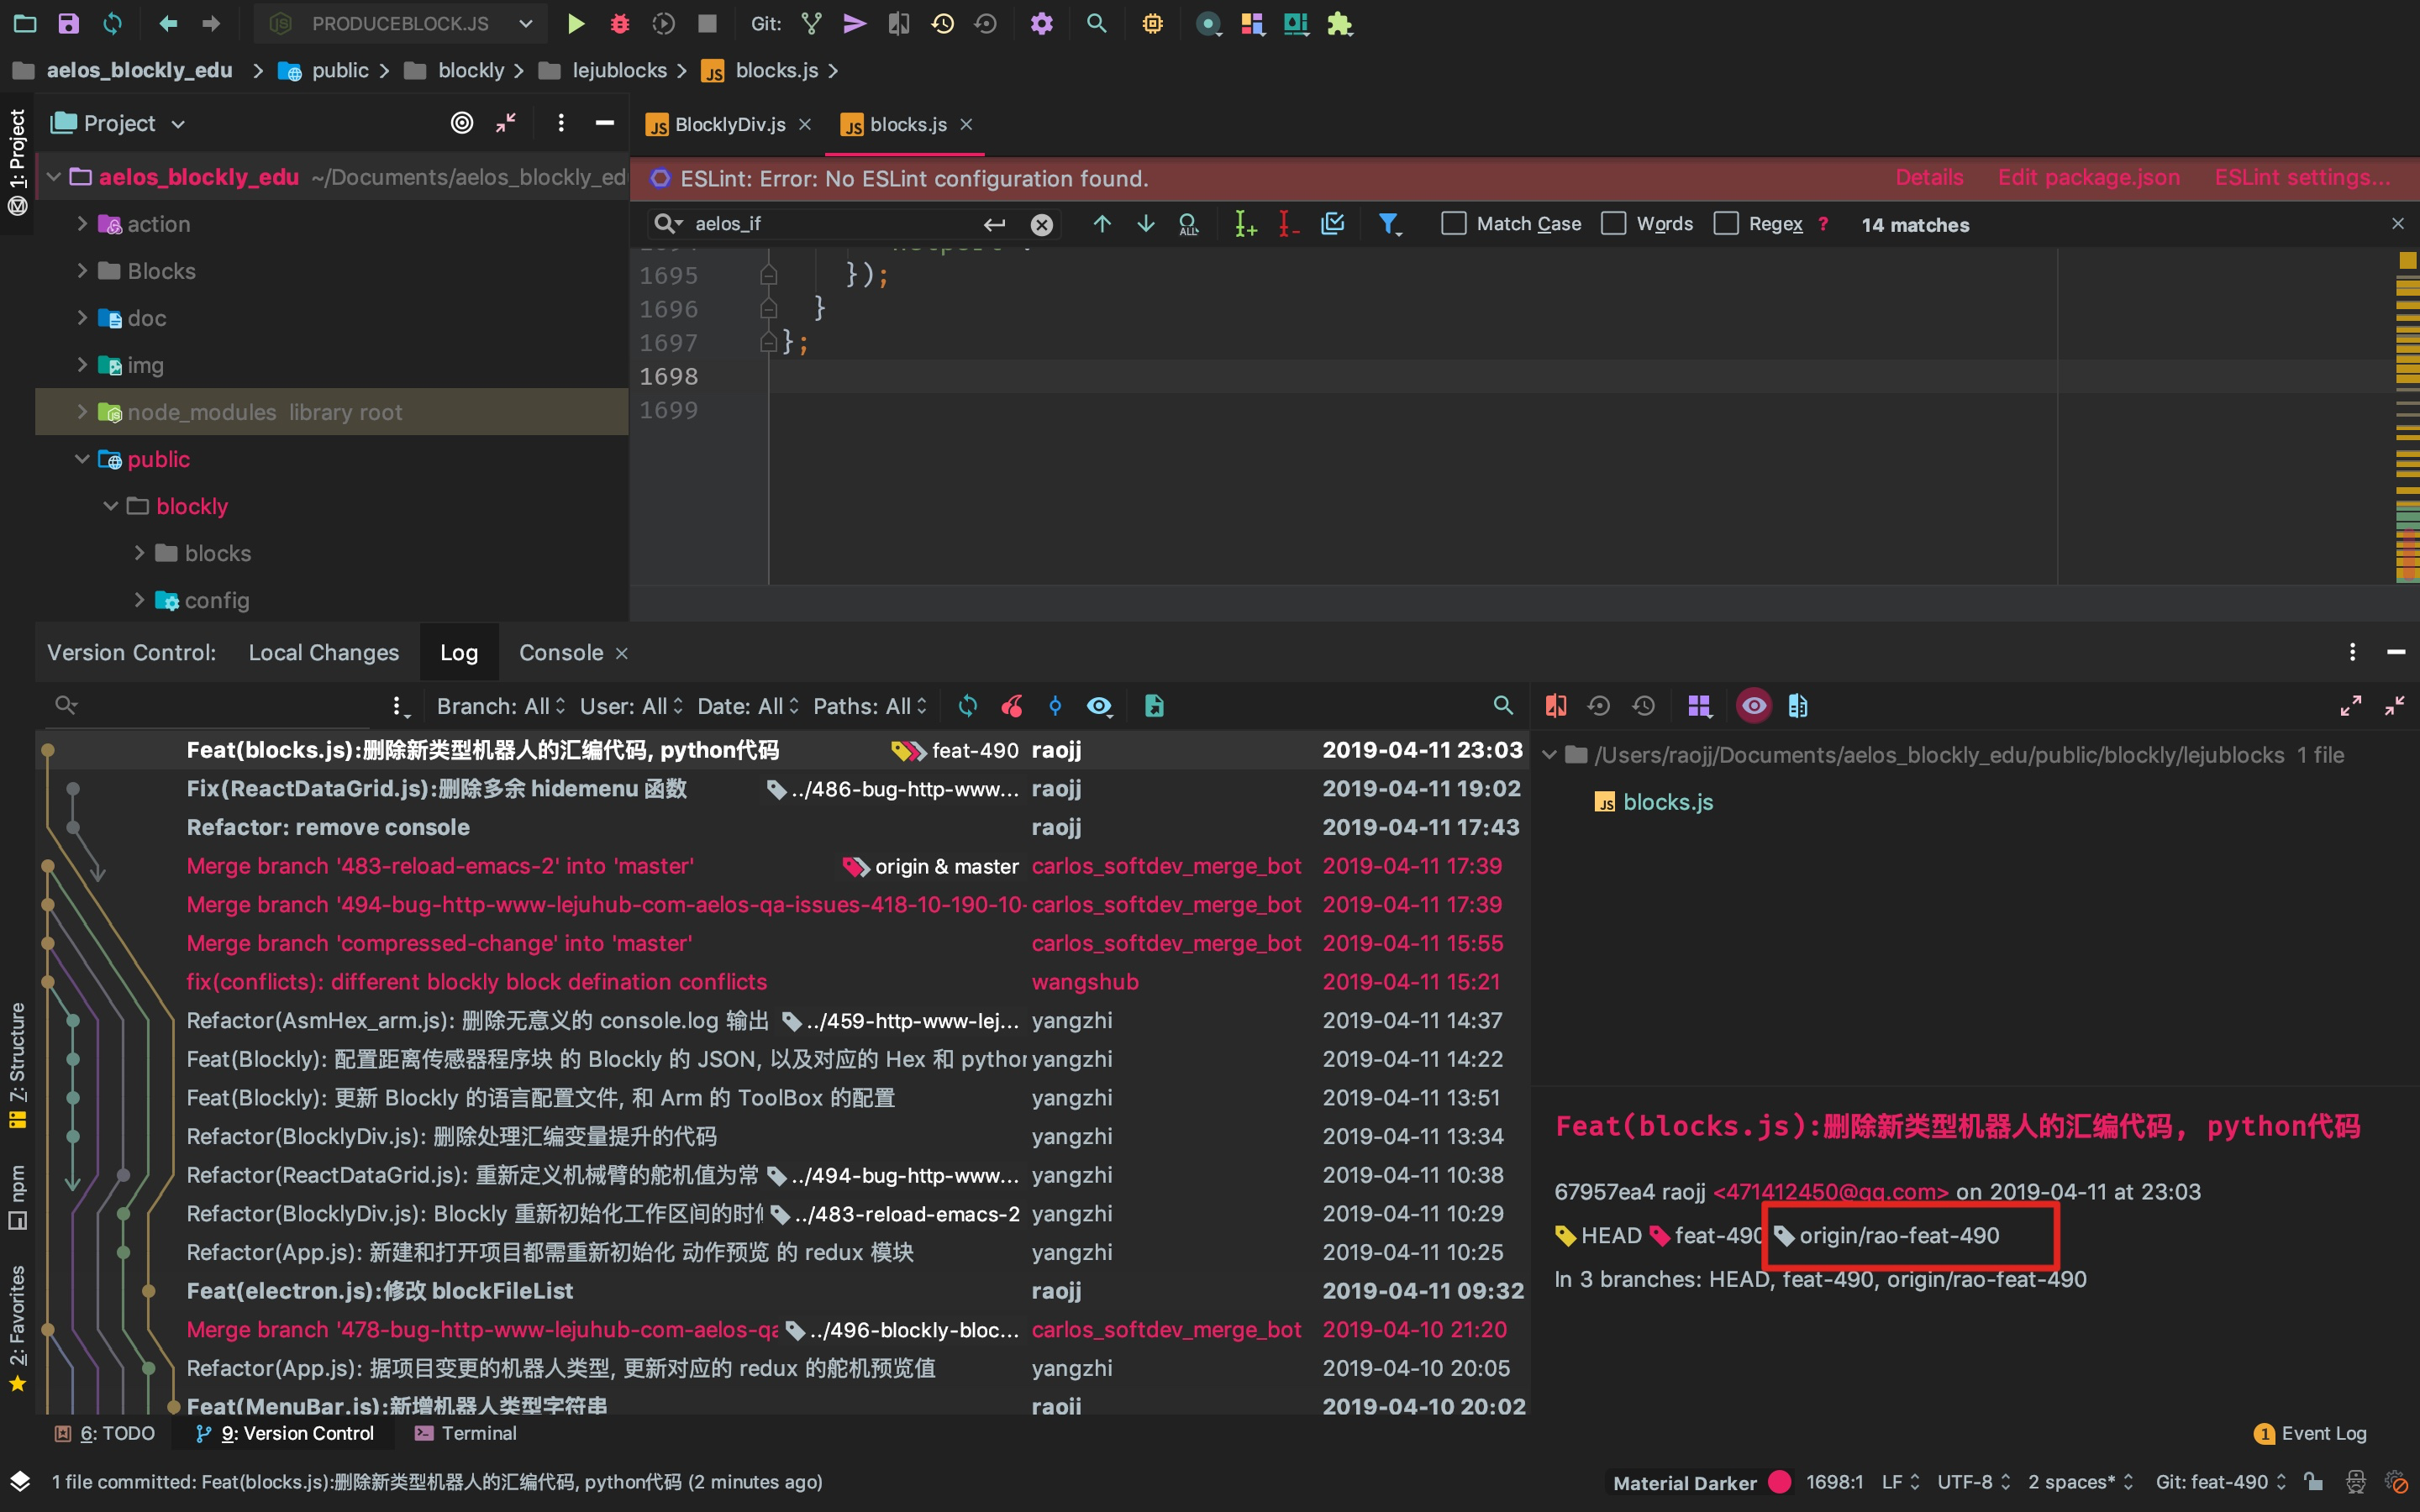 PRODUCEBLOCK.JS Git:
aelos_blockly_edu public blockly lejublocks blocks.js
1: Project
Project
BlocklyDiv.js blocks.js
aelos_blockly_edu ~/Documents/aelos_blockly_ed
action
Blocks
doc
img
node_modules library root
public
blockly
blocks
config
ESLint: Error: No ESLint configuration found. Details Edit package.json ESLint settings...
aelos_if ALL Match Case Words Regex ? 14 matches
1695 });
1696 }
1697 };
1698
1699
Version Control: Local Changes Log Console
Branch: All User: All Date: All Paths: All
Feat(blocks.js):删除新类型机器人的汇编代码, python代码 feat-490 raojj 2019-04-11 23:03
Fix(ReactDataGrid.js):删除多余 hidemenu 函数 ../486-bug-http-www... raojj 2019-04-11 19:02
Refactor: remove console raojj 2019-04-11 17:43
Merge branch '483-reload-emacs-2' into 'master' origin & master carlos_softdev_merge_bot 2019-04-11 17:39
Merge branch '494-bug-http-www-lejuhub-com-aelos-qa-issues-418-10-190-10- carlos_softdev_merge_bot 2019-04-11 17:39
Merge branch 'compressed-change' into 'master' carlos_softdev_merge_bot 2019-04-11 15:55
fix(conflicts): different blockly block defination conflicts wangshub 2019-04-11 15:21
Refactor(AsmHex_arm.js): 删除无意义的 console.log 输出 ../459-http-www-lej... yangzhi 2019-04-11 14:37
Feat(Blockly): 配置距离传感器程序块 的 Blockly 的 JSON, 以及对应的 Hex 和 python yangzhi 2019-04-11 14:22
Feat(Blockly): 更新 Blockly 的语言配置文件, 和 Arm 的 ToolBox 的配置 yangzhi 2019-04-11 13:51
Refactor(BlocklyDiv.js): 删除处理汇编变量提升的代码 yangzhi 2019-04-11 13:34
Refactor(ReactDataGrid.js): 重新定义机械臂的舵机值为常 ../494-bug-http-www... yangzhi 2019-04-11 10:38
Refactor(BlocklyDiv.js): Blockly 重新初始化工作区间的时 ../483-reload-emacs-2 yangzhi 2019-04-11 10:29
Refactor(App.js): 新建和打开项目都需重新初始化 动作预览 的 redux 模块 yangzhi 2019-04-11 10:25
Feat(electron.js):修改 blockFileList raojj 2019-04-11 09:32
Merge branch '478-bug-http-www-lejuhub-com-aelos-qa ../496-blockly-bloc... carlos_softdev_merge_bot 2019-04-10 21:20
Refactor(App.js): 据项目变更的机器人类型, 更新对应的 redux 的舵机预览值 yangzhi 2019-04-10 20:05
Feat(MenuBar.js):新增机器人类型字符串 raojj 2019-04-10 20:02
/Users/raojj/Documents/aelos_blockly_edu/public/blockly/lejublocks 1 file
blocks.js
Feat(blocks.js):删除新类型机器人的汇编代码, python代码
67957ea4 raojj <471412450@qq.com> on 2019-04-11 at 23:03
HEAD feat-490 origin/rao-feat-490
In 3 branches: HEAD, feat-490, origin/rao-feat-490
7: Structure
npm
2: Favorites
6: TODO 9: Version Control Terminal 1 Event Log
1 file committed: Feat(blocks.js):删除新类型机器人的汇编代码, python代码 (2 minutes ago) Material Darker 1698:1 LF UTF-8 2 spaces* Git: feat-490